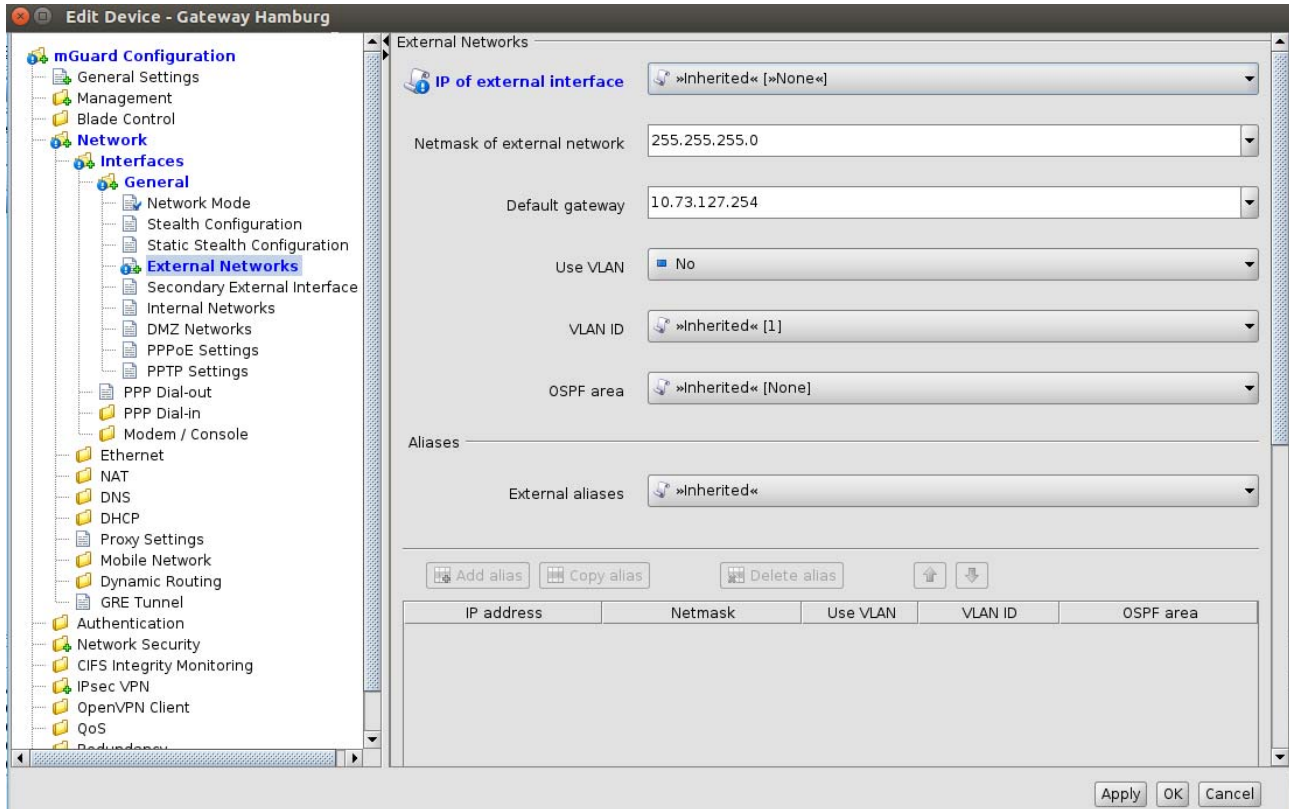 Edit Device - Gateway Hamburg
mGuard Configuration
General Settings
Management
Blade Control
Network
Interfaces
General
Network Mode
Stealth Configuration
Static Stealth Configuration
External Networks
Secondary External Interface
Internal Networks
DMZ Networks
PPPoE Settings
PPTP Settings
PPP Dial-out
PPP Dial-in
Modem / Console
Ethernet
NAT
DNS
DHCP
Proxy Settings
Mobile Network
Dynamic Routing
GRE Tunnel
Authentication
Network Security
CIFS Integrity Monitoring
IPsec VPN
OpenVPN Client
QoS
Redundancy
External Networks
IP of external interface »Inherited« [»None«]
Netmask of external network 255.255.255.0
Default gateway 10.73.127.254
Use VLAN No
VLAN ID »Inherited« [1]
OSPF area »Inherited« [None]
Aliases
External aliases »Inherited«
Add alias Copy alias Delete alias
IP address Netmask Use VLAN VLAN ID OSPF area
Apply OK Cancel